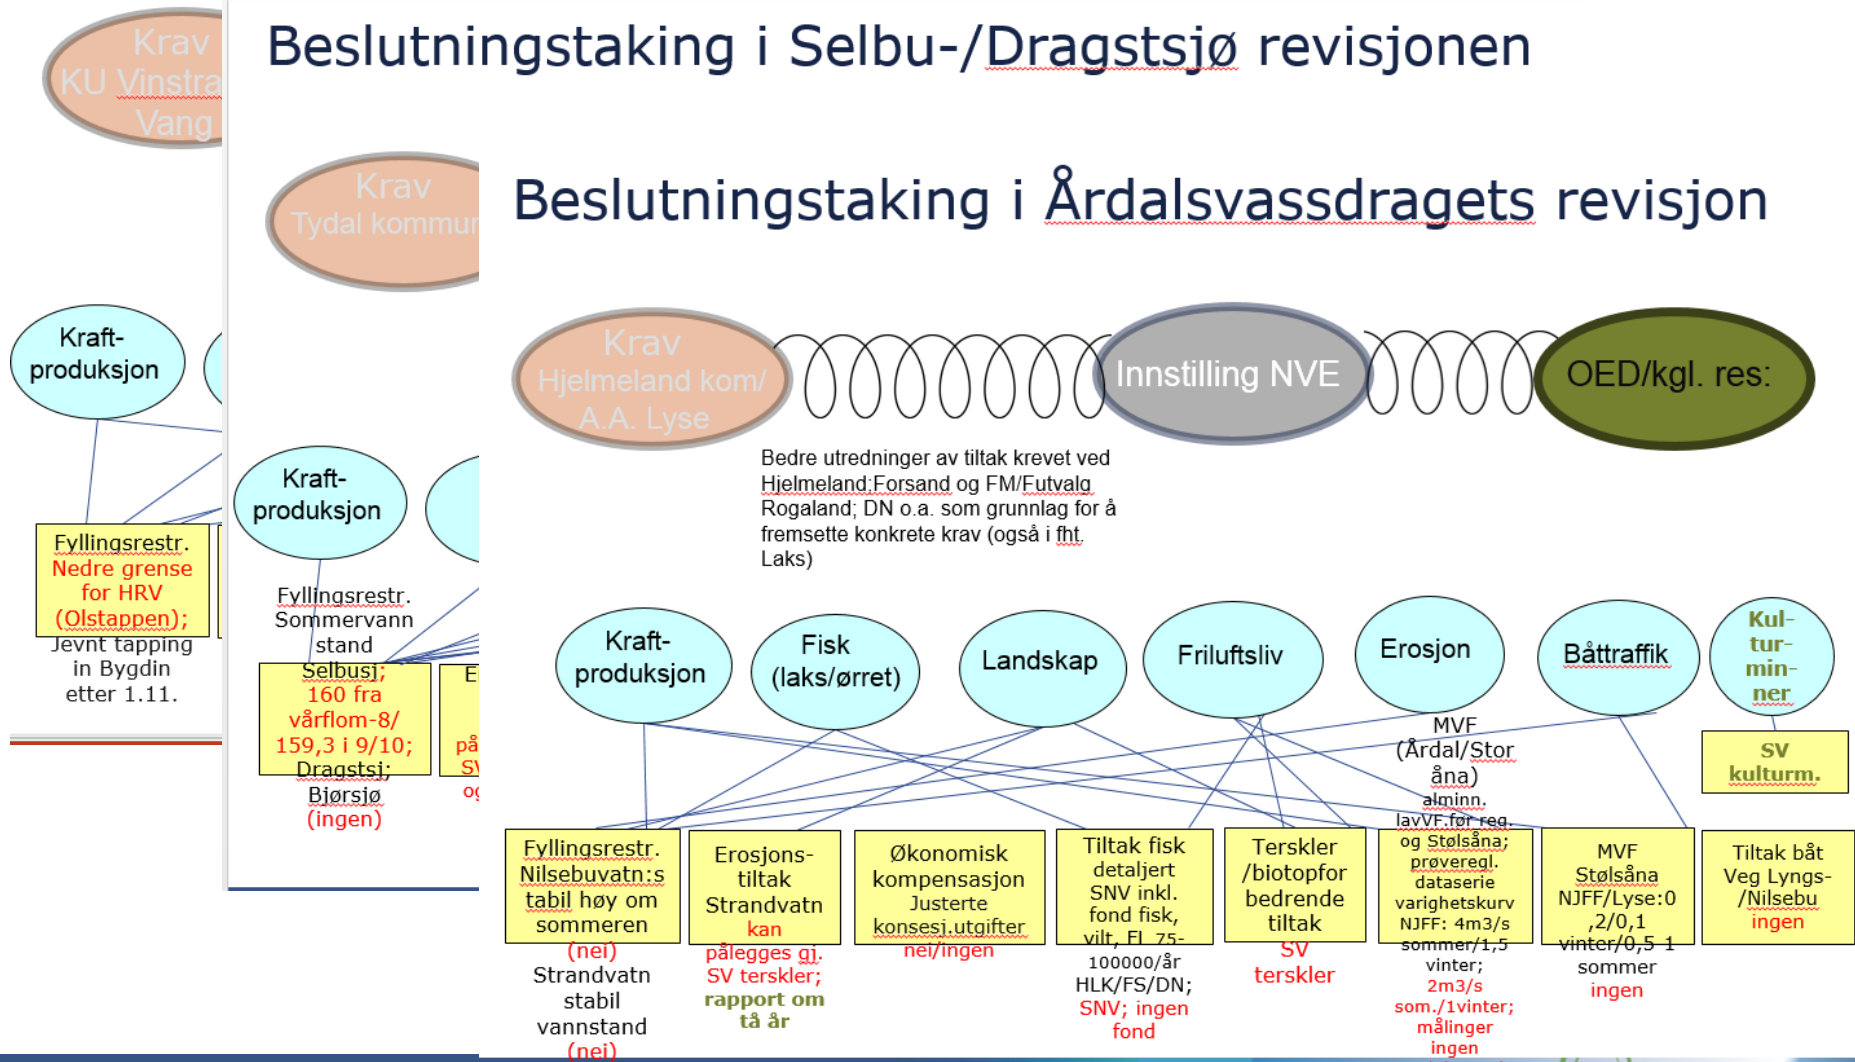 Krav
KU Vinstra
Vang
Kraft-
produksjon
Fyllingsrestr.
Nedre grense
for HRV
(Olstappen);
Jevnt tapping
in Bygdin
etter 1.11.
Beslutningstaking i Selbu-/Dragstsjø revisjonen
Krav
Tydal kommun
Kraft-
produksjon
Fyllingsrestr.
Sommervann
stand
Selbusj;
160 fra
vårflom-8/
159,3 i 9/10;
Dragstsj;
Bjørsjø
(ingen)
på
SV
og
Beslutningstaking i Årdalsvassdragets revisjon
Krav
Hjelmeland kom/
A.A. Lyse
Innstilling NVE
OED/kgl. res:
Bedre utredninger av tiltak krevet ved
Hjelmeland;Forsand og FM/Futvalg
Rogaland; DN o.a. som grunnlag for å
fremsette konkrete krav (også i fht.
Laks)
Kraft-
produksjon
Fisk
(laks/ørret)
Landskap
Friluftsliv
Erosjon
Båttraffik
Kul-
tur-
min-
ner
SV
kulturm.
Fyllingsrestr.
Nilsebuvatn:s
tabil høy om
sommeren
(nei)
Strandvatn
stabil
vannstand
(nei)
Erosjons-
tiltak
Strandvatn
kan
pålegges gj.
SV terskler;
rapport om
tå år
Økonomisk
kompensasjon
Justerte
konsesj.utgifter
nei/ingen
Tiltak fisk
detaljert
SNV inkl.
fond fisk,
vilt, FL 75-
100000/år
HLK/FS/DN;
SNV; ingen
fond
Terskler
/biotopfor
bedrende
tiltak
SV
terskler
MVF
(Årdal/Stor
åna)
alminn.
lavVF.før reg.
og Stølsåna;
prøveregl.
dataserie
varighetskurv
NJFF: 4m3/s
sommer/1,5
vinter;
2m3/s
som./1vinter;
målinger
ingen
MVF
Stølsåna
NJFF/Lyse:0
,2/0,1
vinter/0,5-1
sommer
ingen
Tiltak båt
Veg Lyngs-
/Nilsebu
ingen